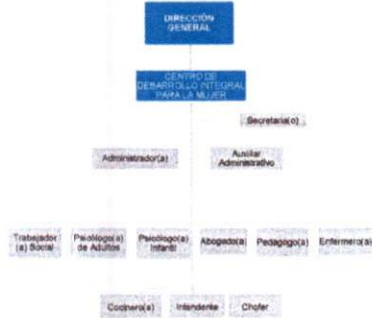 DIRECCIÓN
GENERAL
CENTRO DE
DESARROLLO INTEGRAL
PARA LA MUJER
Secretaria(o)
Administrador(a)
Auxiliar
Administrativo
Trabajador
(a) Social
Psicólogo(a)
de Adultos
Psicólogo(a)
Infantil
Abogado(a)
Pedagogo(a)
Enfermero(a)
Cocinero(a)
Intendente
Chofer